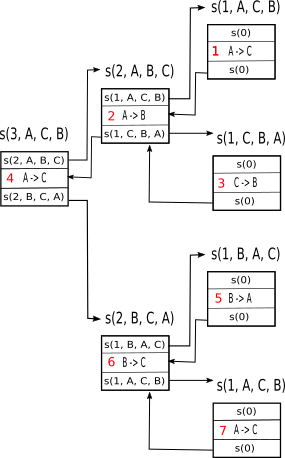 s(1, A, C, B)
s(0)
1 A->C
s(0)
s(2, A, B, C)
s(1, A, C, B)
2 A->B
s(1, C, B, A)
s(1, C, B, A)
s(0)
3 C->B
s(0)
s(3, A, C, B)
s(2, A, B, C)
4 A->C
s(2, B, C, A)
s(1, B, A, C)
s(0)
5 B->A
s(0)
s(2, B, C, A)
s(1, B, A, C)
6 B->C
s(1, A, C, B)
s(1, A, C, B)
s(0)
7 A->C
s(0)